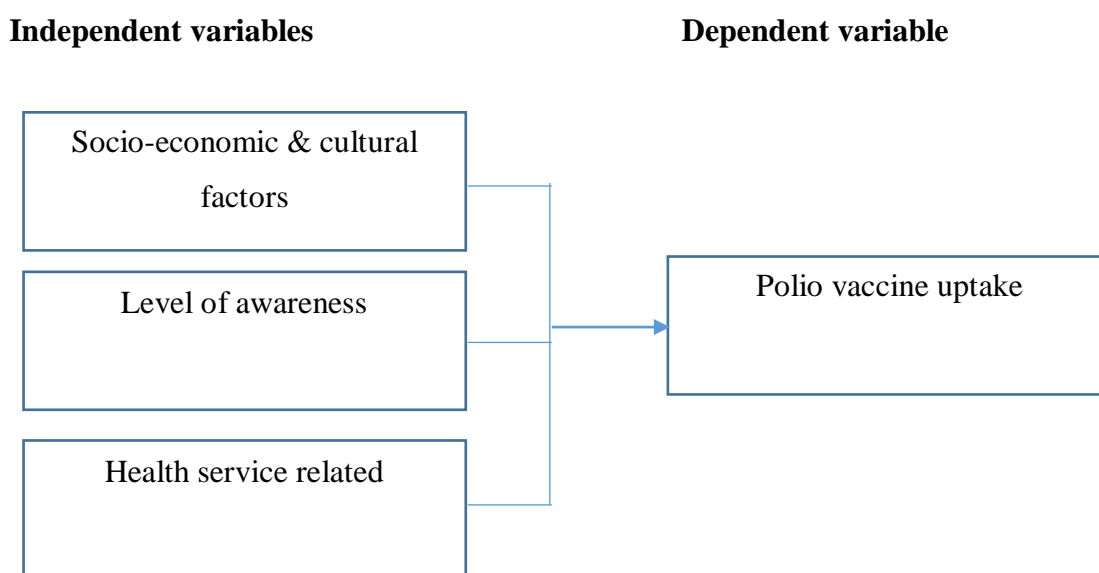 Independent variables
Dependent variable
Socio-economic & cultural
factors
Level of awareness
Health service related
Polio vaccine uptake